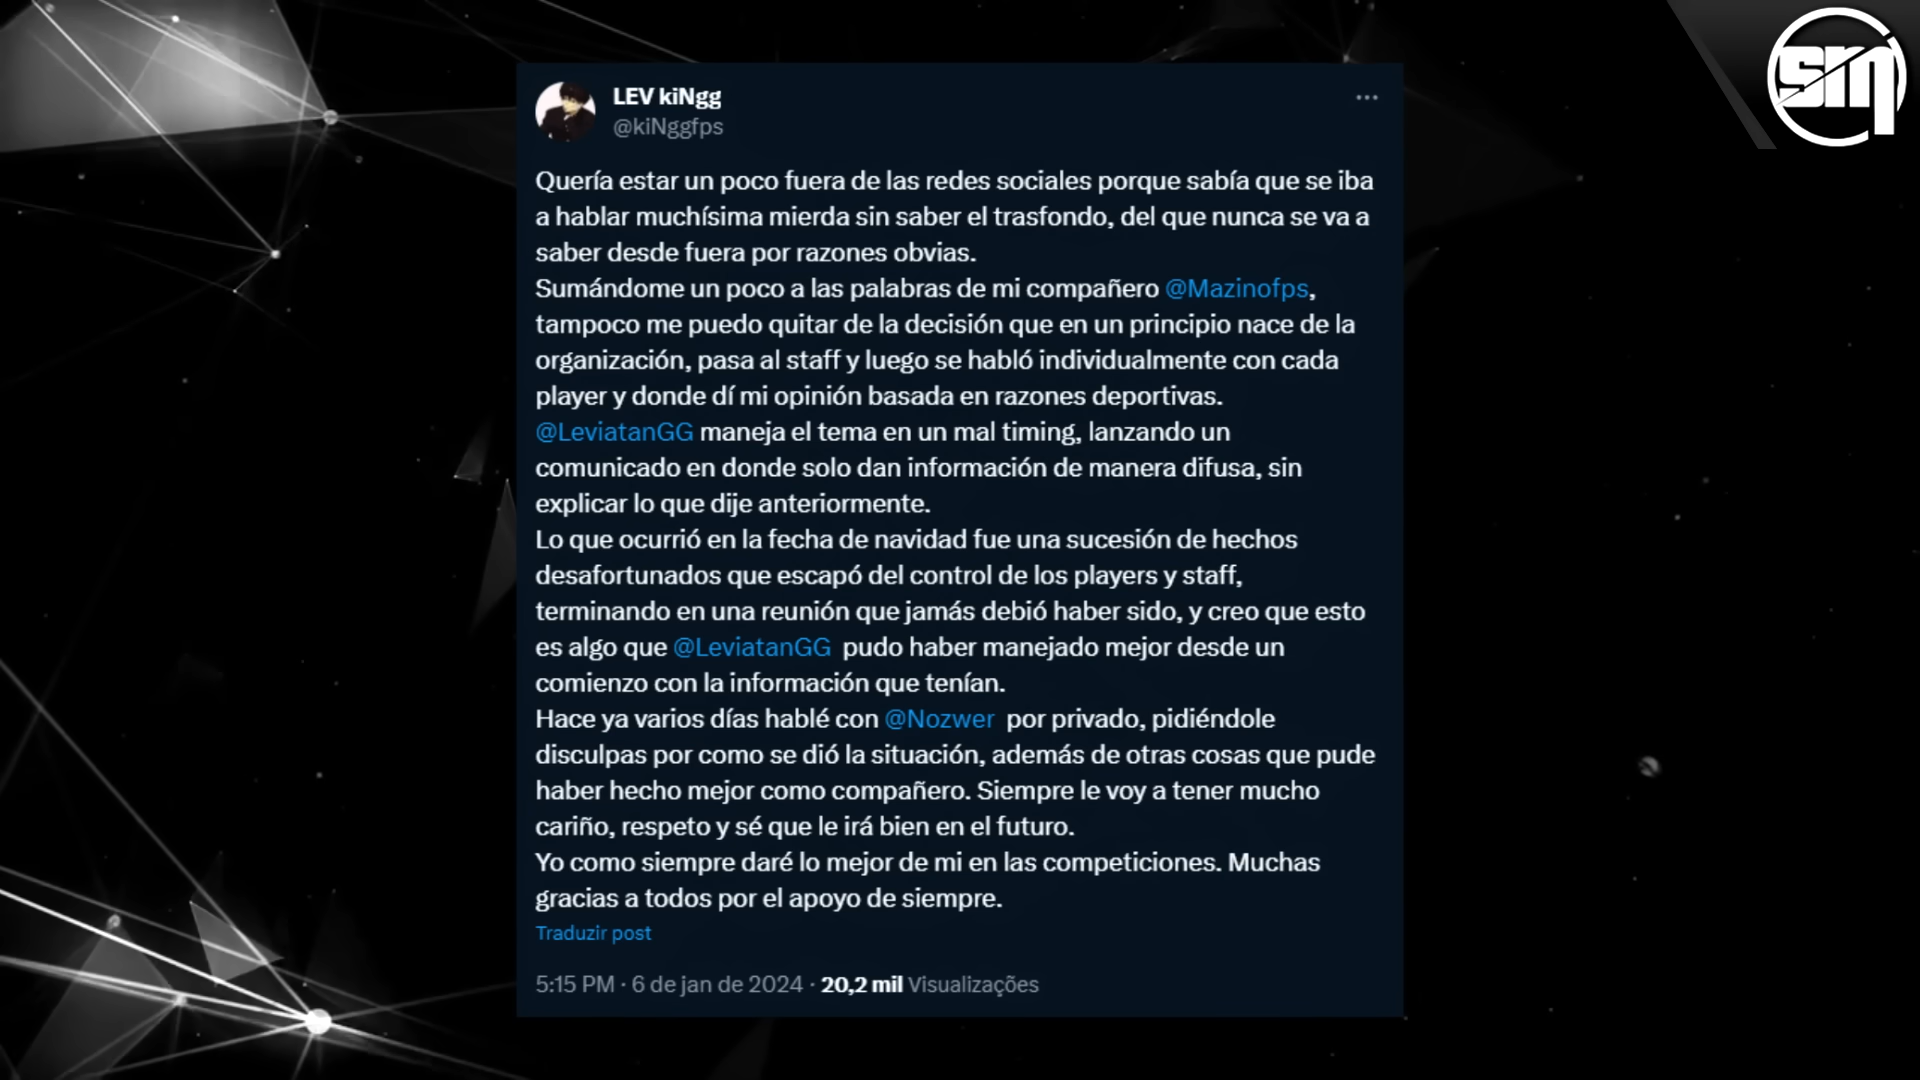 LEV kiNgg
@kiNggfps
Quería estar un poco fuera de las redes sociales porque sabía que se iba
a hablar muchísima mierda sin saber el trasfondo, del que nunca se va a
saber desde fuera por razones obvias.
Sumándome un poco a las palabras de mi compañero @Mazinofps,
tampoco me puedo quitar de la decisión que en un principio nace de la
organización, pasa al staff y luego se habló individualmente con cada
player y donde dí mi opinión basada en razones deportivas.
@LeviatanGG maneja el tema en un mal timing, lanzando un
comunicado en donde solo dan información de manera difusa, sin
explicar lo que dije anteriormente.
Lo que ocurrió en la fecha de navidad fue una sucesión de hechos
desafortunados que escapó del control de los players y staff,
terminando en una reunión que jamás debió haber sido, y creo que esto
es algo que @LeviatanGG pudo haber manejado mejor desde un
comienzo con la información que tenían.
Hace ya varios días hablé con @Nozwer por privado, pidiéndole
disculpas por como se dió la situación, además de otras cosas que pude
haber hecho mejor como compañero. Siempre le voy a tener mucho
cariño, respeto y sé que le irá bien en el futuro.
Yo como siempre daré lo mejor de mi en las competiciones. Muchas
gracias a todos por el apoyo de siempre.
Traduzir post
5:15 PM · 6 de jan de 2024 · 20,2 mil Visualizações